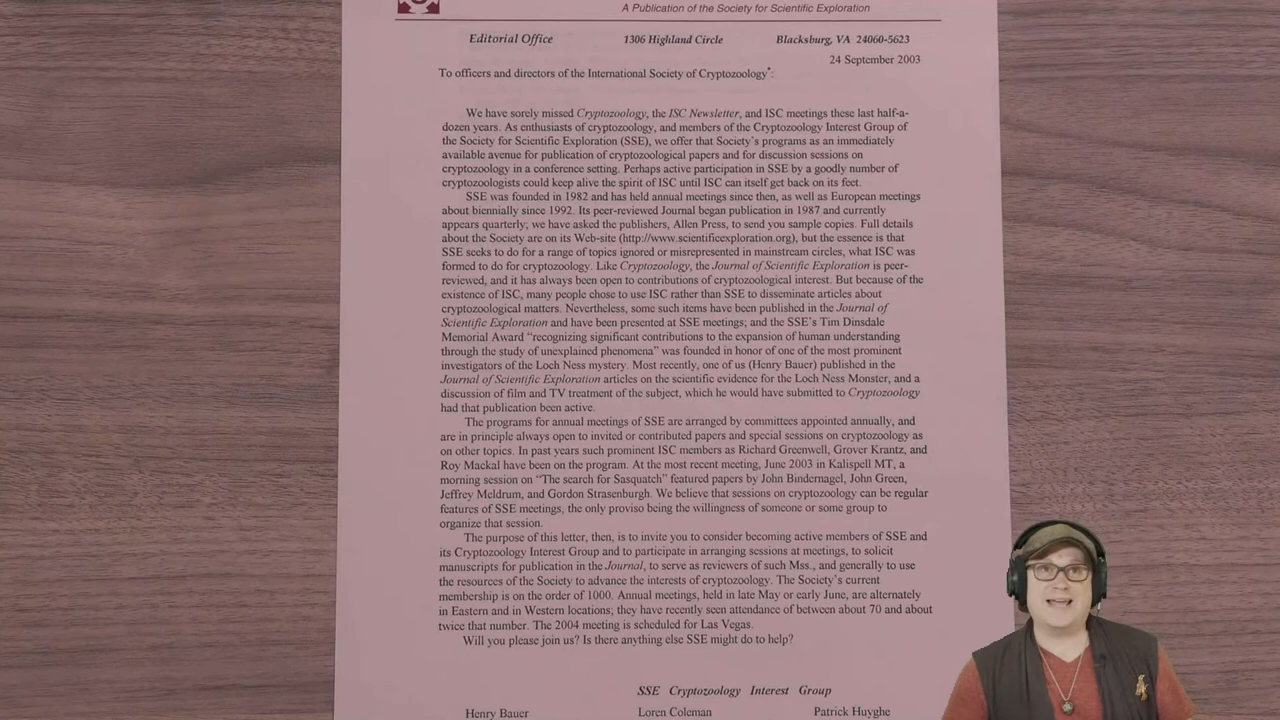 A Publication of the Society for Scientific Exploration
Editorial Office 1306 Highland Circle Blacksburg, VA 24060-5623
24 September 2003
To officers and directors of the International Society of Cryptozoology*:
We have sorely missed Cryptozoology, the ISC Newsletter, and ISC meetings these last half-a-
dozen years. As enthusiasts of cryptozoology, and members of the Cryptozoology Interest Group of
the Society for Scientific Exploration (SSE), we offer that Society's programs as an immediately
available avenue for publication of cryptozoological papers and for discussion sessions on
cryptozoology in a conference setting. Perhaps active participation in SSE by a goodly number of
cryptozoologists could keep alive the spirit of ISC until ISC can itself get back on its feet.
SSE was founded in 1982 and has held annual meetings since then, as well as European meetings
about biennially since 1992. Its peer-reviewed Journal began publication in 1987 and currently
appears quarterly; we have asked the publishers, Allen Press, to send you sample copies. Full details
about the Society are on its Web-site (http://www.scientificexploration.org), but the essence is that
SSE seeks to do for a range of topics ignored or misrepresented in mainstream circles, what ISC was
formed to do for cryptozoology. Like Cryptozoology, the Journal of Scientific Exploration is peer-
reviewed, and it has always been open to contributions of cryptozoological interest. But because of the
existence of ISC, many people chose to use ISC rather than SSE to disseminate articles about
cryptozoological matters. Nevertheless, some such items have been published in the Journal of
Scientific Exploration and have been presented at SSE meetings; and the SSE's Tim Dinsdale
Memorial Award "recognizing significant contributions to the expansion of human understanding
through the study of unexplained phenomena" was founded in honor of one of the most prominent
investigators of the Loch Ness mystery. Most recently, one of us (Henry Bauer) published in the
Journal of Scientific Exploration articles on the scientific evidence for the Loch Ness Monster, and a
discussion of film and TV treatment of the subject, which he would have submitted to Cryptozoology
had that publication been active.
The programs for annual meetings of SSE are arranged by committees appointed annually, and
are in principle always open to invited or contributed papers and special sessions on cryptozoology as
on other topics. In past years such prominent ISC members as Richard Greenwell, Grover Krantz, and
Roy Mackal have been on the program. At the most recent meeting, June 2003 in Kalispell MT, a
morning session on "The search for Sasquatch" featured papers by John Bindernagel, John Green,
Jeffrey Meldrum, and Gordon Strasenburgh. We believe that sessions on cryptozoology can be regular
features of SSE meetings, the only proviso being the willingness of someone or some group to
organize that session.
The purpose of this letter, then, is to invite you to consider becoming active members of SSE and
its Cryptozoology Interest Group and to participate in arranging sessions at meetings, to solicit
manuscripts for publication in the Journal, to serve as reviewers of such Mss., and generally to use
the resources of the Society to advance the interests of cryptozoology. The Society's current
membership is on the order of 1000. Annual meetings, held in late May or early June, are alternately
in Eastern and in Western locations; they have recently seen attendance of between about 70 and about
twice that number. The 2004 meeting is scheduled for Las Vegas.
Will you please join us? Is there anything else SSE might do to help?
SSE Cryptozoology Interest Group
Henry Bauer Loren Coleman Patrick Huyghe